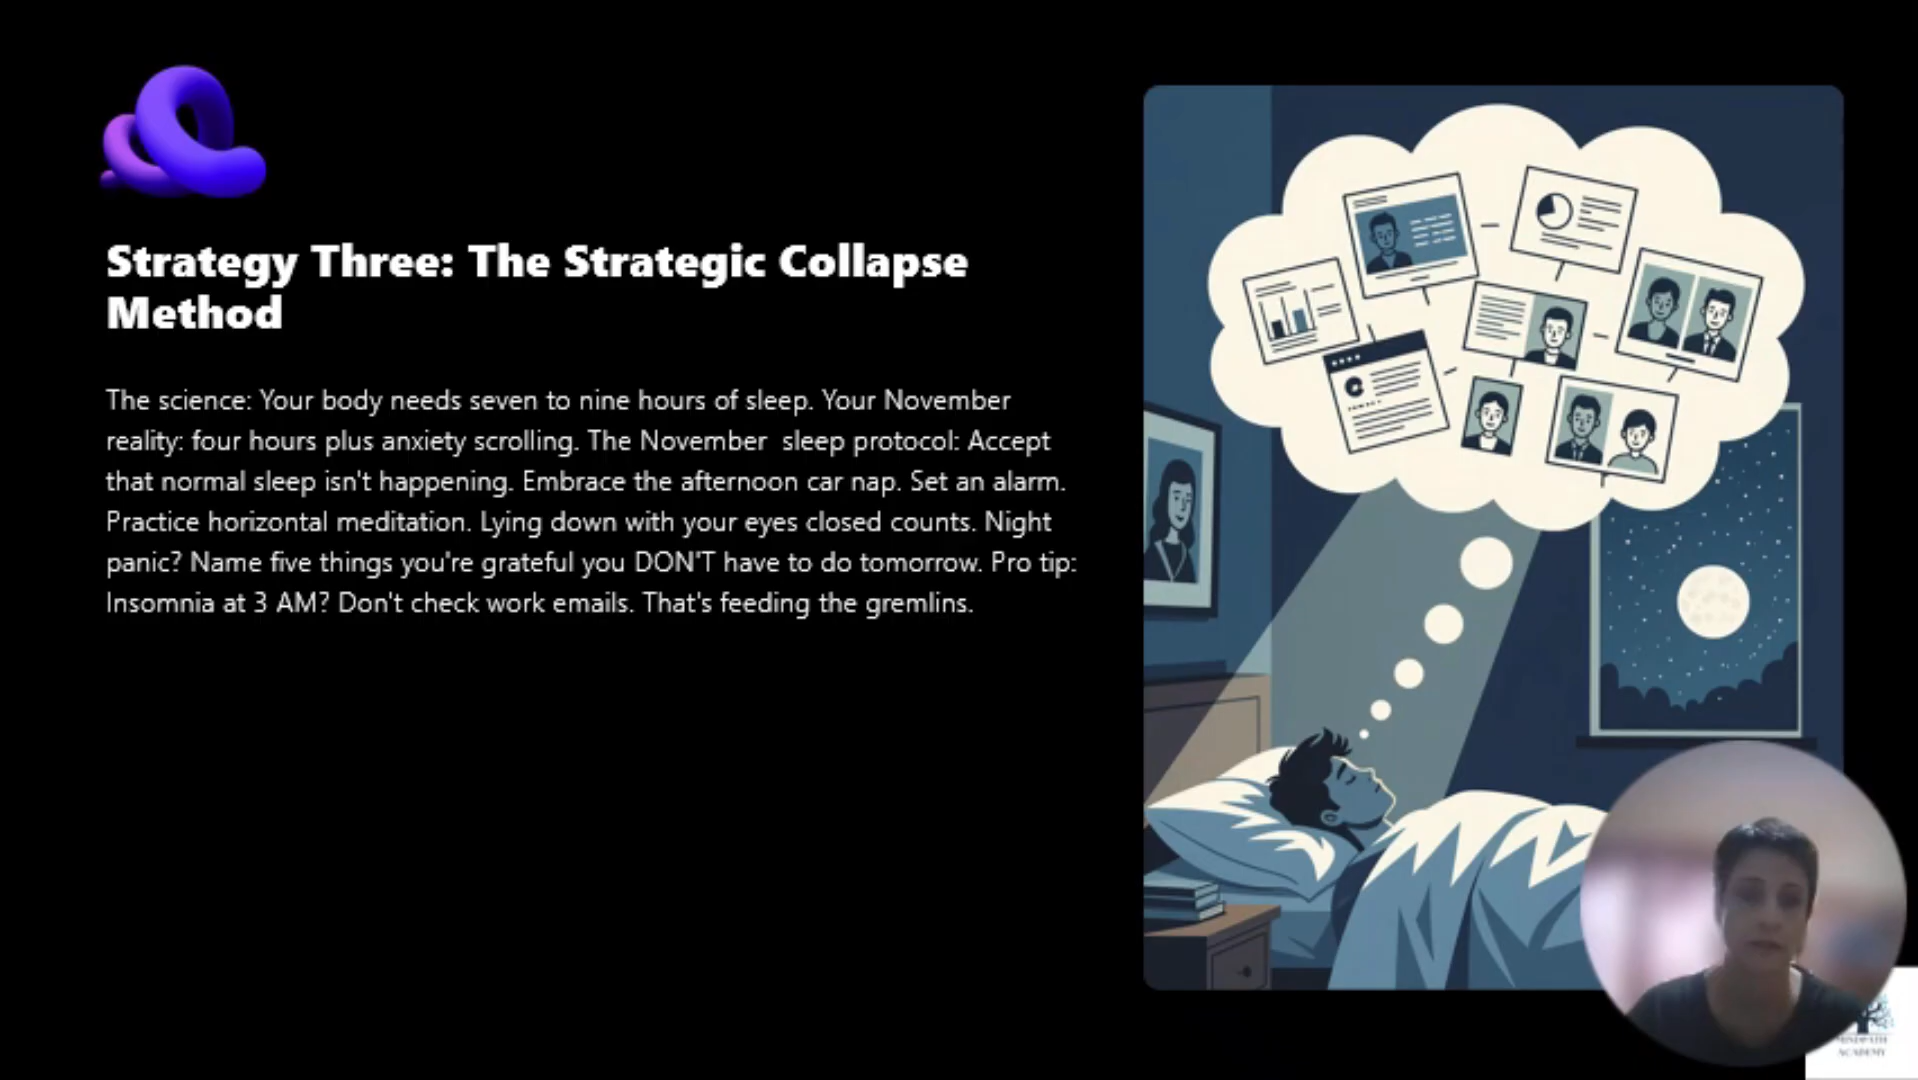 Strategy Three: The Strategic Collapse
Method
The science: Your body needs seven to nine hours of sleep. Your November
reality: four hours plus anxiety scrolling. The November  sleep protocol: Accept
that normal sleep isn't happening. Embrace the afternoon car nap. Set an alarm.
Practice horizontal meditation. Lying down with your eyes closed counts. Night
panic? Name five things you're grateful you DON'T have to do tomorrow. Pro tip:
Insomnia at 3 AM? Don't check work emails. That's feeding the gremlins.
MINDPATH
ACADEMY